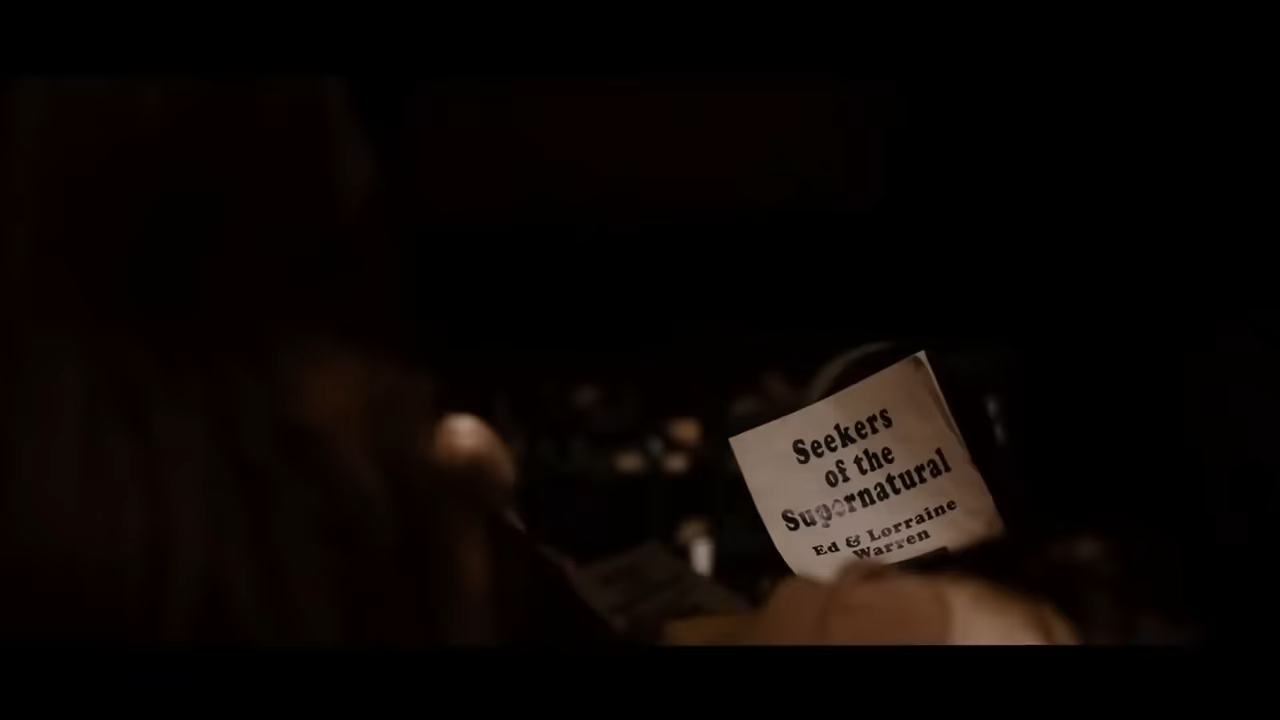 Seekers
of the
Supernatural
Ed & Lorraine
Warren